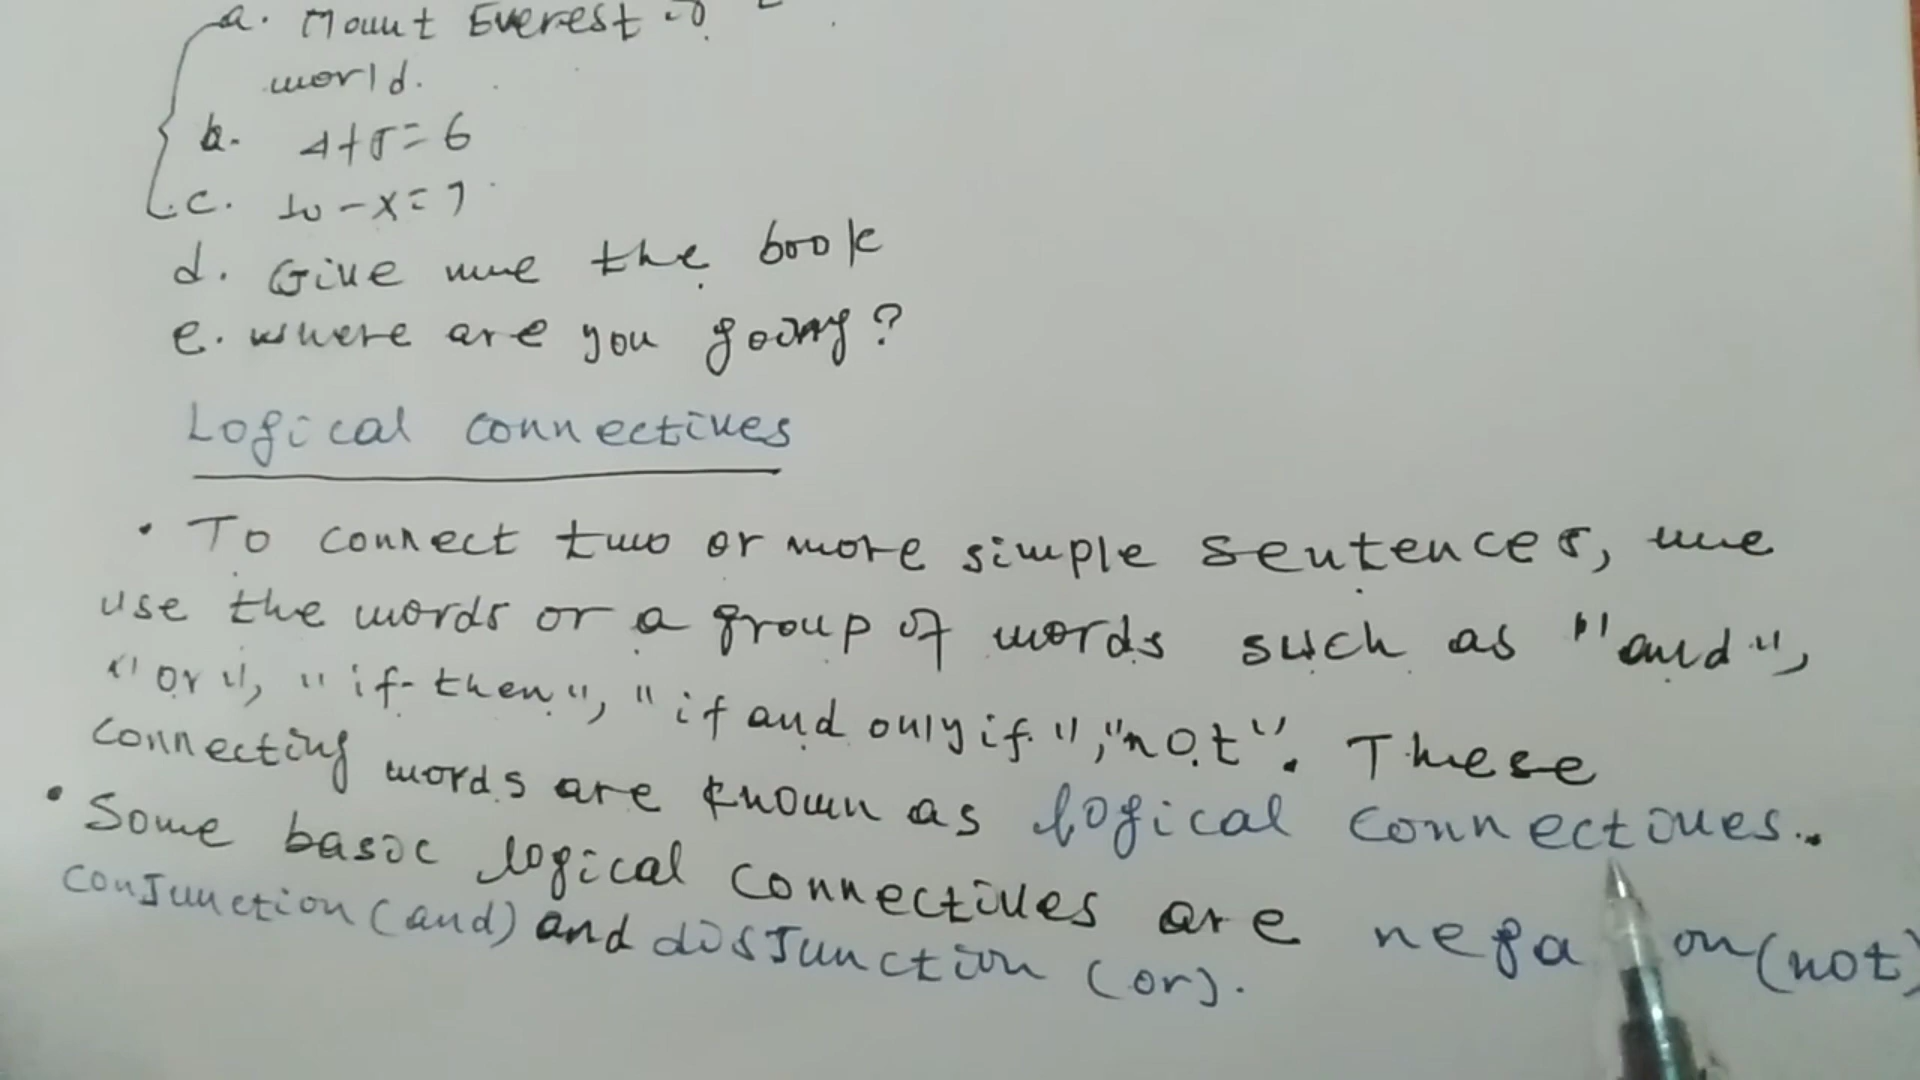 a. Mount Everest is
world.
b. 4+5=6
c. 10-x=7
d. Give me the book
e. where are you going?
Logical connectives
• To connect two or more simple sentences, we
use the words or a group of words such as "and",
"or", "if-then", "if and only if", "not". These
connecting words are known as logical connectives.
• Some basic logical connectives are nega on (not)
conjunction (and) and disjunction (or).